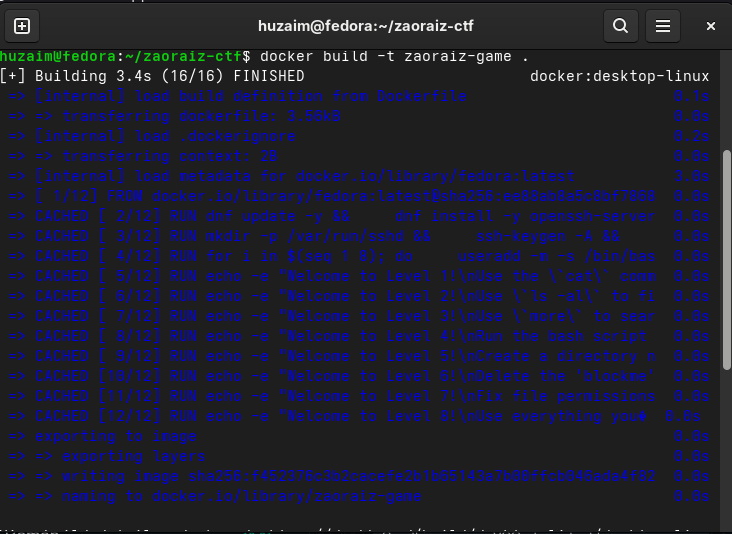 huzaim@fedora:~/zaoraiz-ctf
huzaim@fedora:~/zaoraiz-ctf$ docker build -t zaoraiz-game .
[+] Building 3.4s (16/16) FINISHED docker:desktop-linux
=> [internal] load build definition from Dockerfile 0.1s
=> => transferring dockerfile: 3.56kB 0.0s
=> [internal] load .dockerignore 0.2s
=> => transferring context: 2B 0.0s
=> [internal] load metadata for docker.io/library/fedora:latest
=> [ 1/12] FROM docker.io/library/fedora:latest@sha256: 0.0s
=> CACHED [ 2/12] RUN dnf update -y && dnf install -y openssh-server 0.0s
=> CACHED [ 3/12] RUN mkdir -p /var/run/sshd && ssh-keygen -A && 0.0s
=> CACHED [ 4/12] RUN for i in $(seq 1 8); do useradd -m -s /bin/bas 0.0s
=> CACHED [ 5/12] RUN echo -e "Welcome to Level 1:\nUse the \`cat\` comm 0.0s
=> CACHED [ 6/12] RUN echo -e "Welcome to Level 2:\nUse \`ls -al\` to fi 0.0s
=> CACHED [ 7/12] RUN echo -e "Welcome to Level 3:\nUse \`more\` to sear 0.0s
=> CACHED [ 8/12] RUN echo -e "Welcome to Level 4:\nRun the bash script 0.0s
=> CACHED [ 9/12] RUN echo -e "Welcome to Level 5:\nCreate a directory n 0.0s
=> CACHED [10/12] RUN echo -e "Welcome to Level 6:\nDelete the 0.0s
=> CACHED [11/12] RUN echo -e "Welcome to Level 7:\nFix file permissions 0.0s
=> CACHED [12/12] RUN echo -e "Welcome to Level 8:\nUse everything you 0.0s
=> exporting to image 0.0s
=> => exporting layers 0.0s
=> => writing image 0.0s
=> => naming to docker.io/library/zaoraiz-game 0.0s